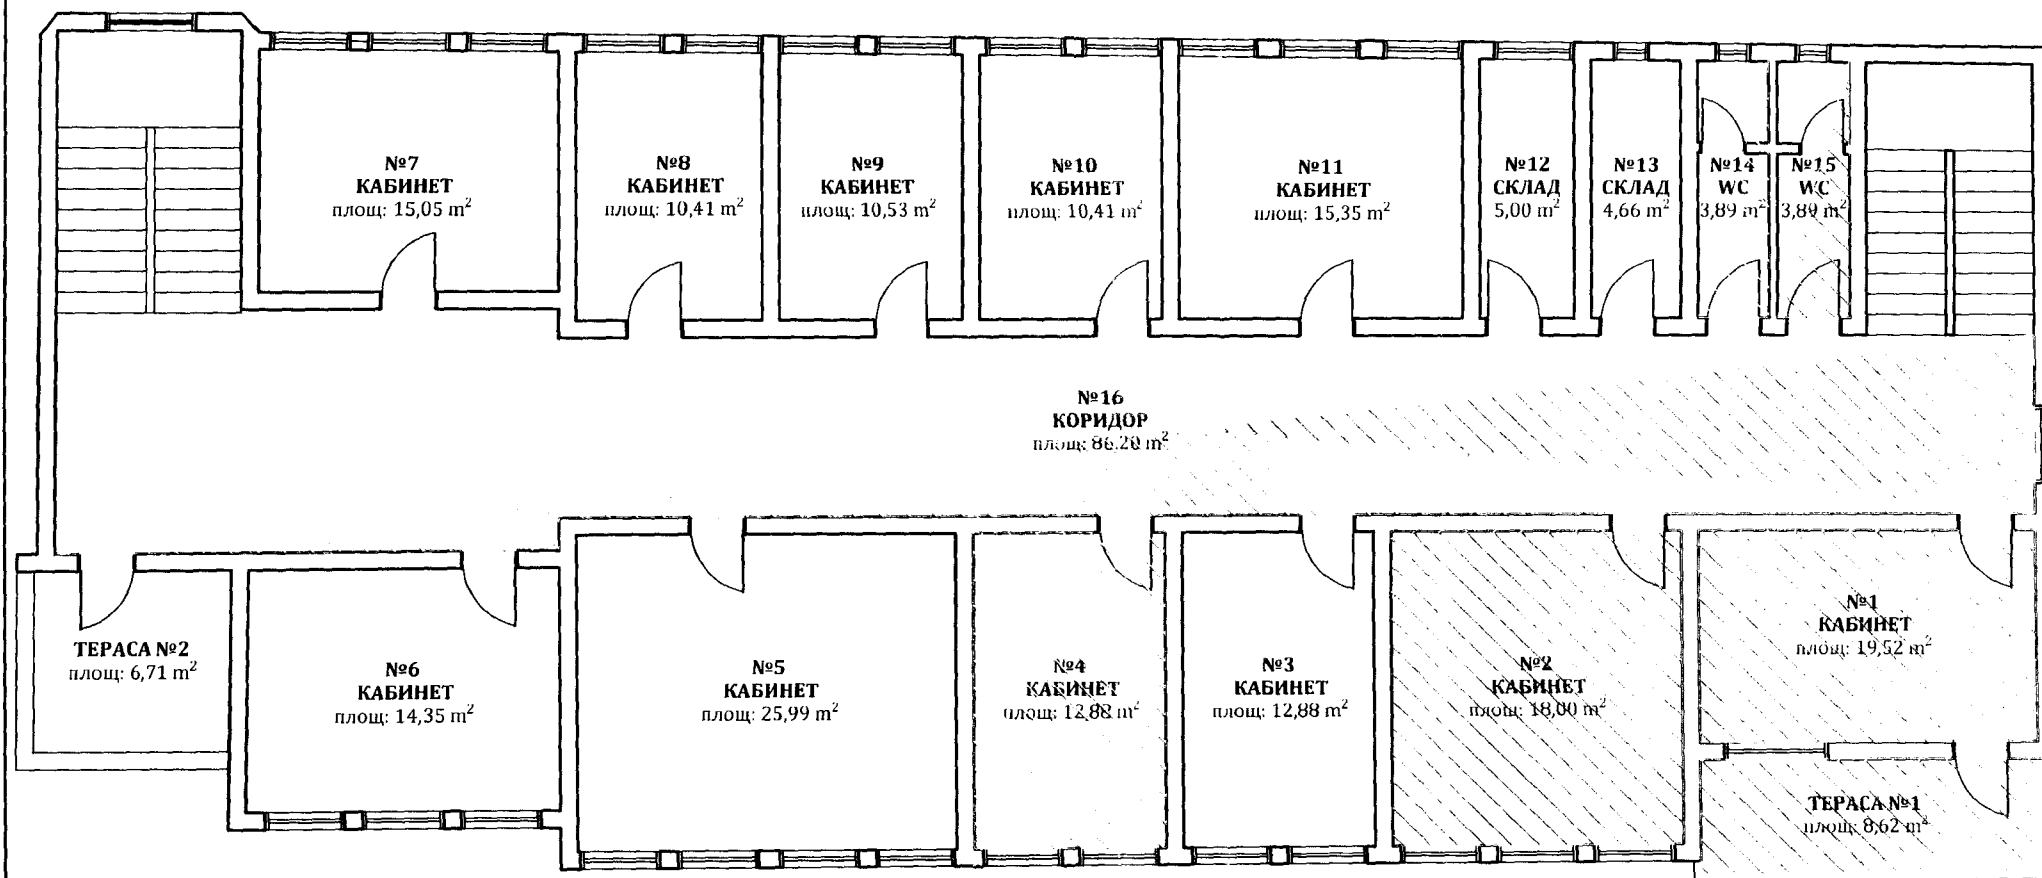 №7
КАБИНЕТ
площ: 15,05 m²
№8
КАБИНЕТ
площ: 10,41 m²
№9
КАБИНЕТ
площ: 10,53 m²
№10
КАБИНЕТ
площ: 10,41 m²
№11
КАБИНЕТ
площ: 15,35 m²
№12
СКЛАД
5,00 m²
№13
СКЛАД
4,66 m²
№14
WC
3,89 m²
№15
WC
3,89 m²
№16
КОРИДОР
площ: 86.20 m²
ТЕРАСА №2
площ: 6,71 m²
№6
КАБИНЕТ
площ: 14,35 m²
№5
КАБИНЕТ
площ: 25,99 m²
№4
КАБИНЕТ
площ: 12,88 m²
№3
КАБИНЕТ
площ: 12,88 m²
№2
КАБИНЕТ
площ: 18,00 m²
№1
КАБИНЕТ
площ: 19,52 m²
ТЕРАСА №1
площ: 8,62 m²